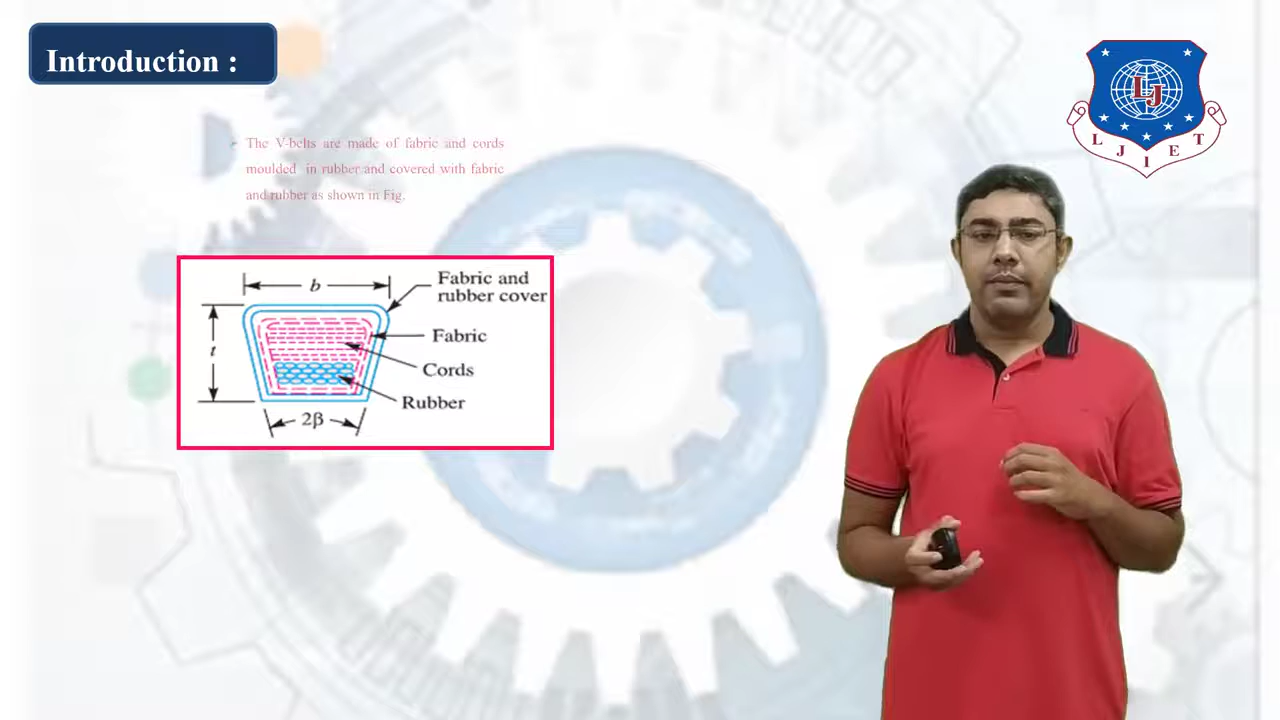 Introduction :
The V-belts are made of fabric and cords
moulded in rubber and covered with fabric
and rubber as shown in Fig.
b
Fabric and
rubber cover
t
Fabric
Cords
Rubber
2β
LJ
L J I E T